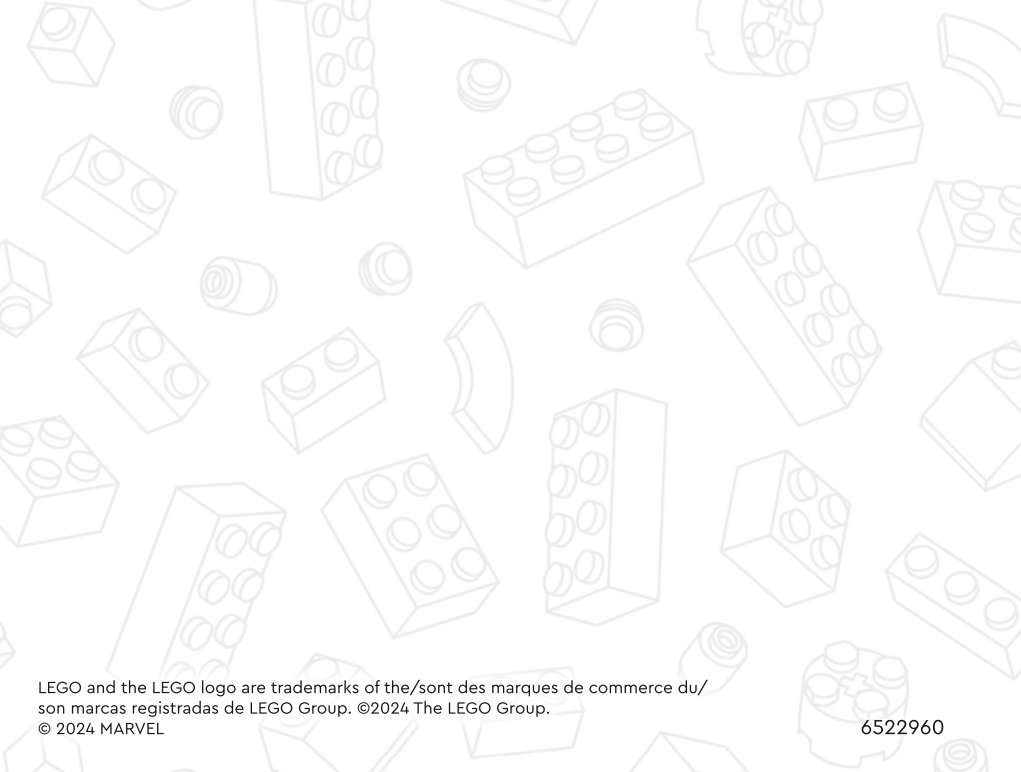 LEGO and the LEGO logo are trademarks of the/sont des marques de commerce du/
son marcas registradas de LEGO Group. ©2024 The LEGO Group.
© 2024 MARVEL
6522960